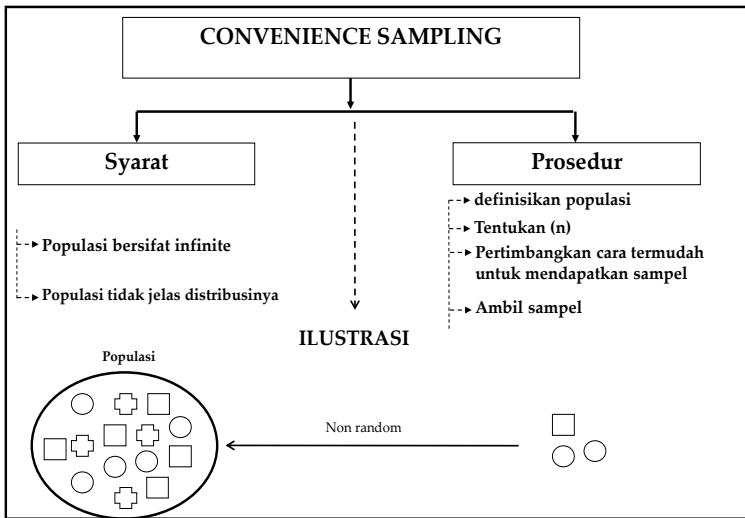 CONVENIENCE SAMPLING
Syarat
Populasi bersifat infinite
Populasi tidak jelas distribusinya
Prosedur
definisikan populasi
Tentukan (n)
Pertimbangkan cara termudah
untuk mendapatkan sampel
Ambil sampel
ILUSTRASI
Populasi
Non random